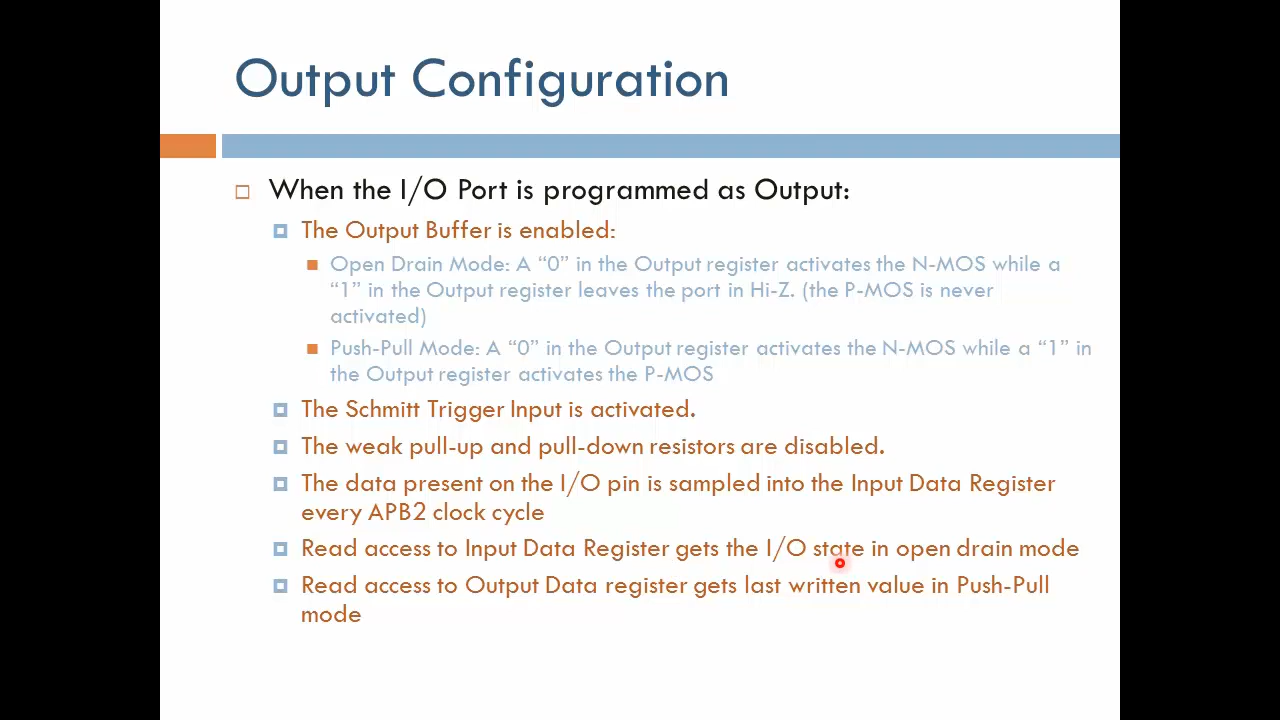 Output Configuration
When the I/O Port is programmed as Output:
The Output Buffer is enabled:
Open Drain Mode: A “0” in the Output register activates the N-MOS while a
“1” in the Output register leaves the port in Hi-Z. (the P-MOS is never
activated)
Push-Pull Mode: A “0” in the Output register activates the N-MOS while a “1” in
the Output register activates the P-MOS
The Schmitt Trigger Input is activated.
The weak pull-up and pull-down resistors are disabled.
The data present on the I/O pin is sampled into the Input Data Register
every APB2 clock cycle
Read access to Input Data Register gets the I/O state in open drain mode
Read access to Output Data register gets last written value in Push-Pull
mode